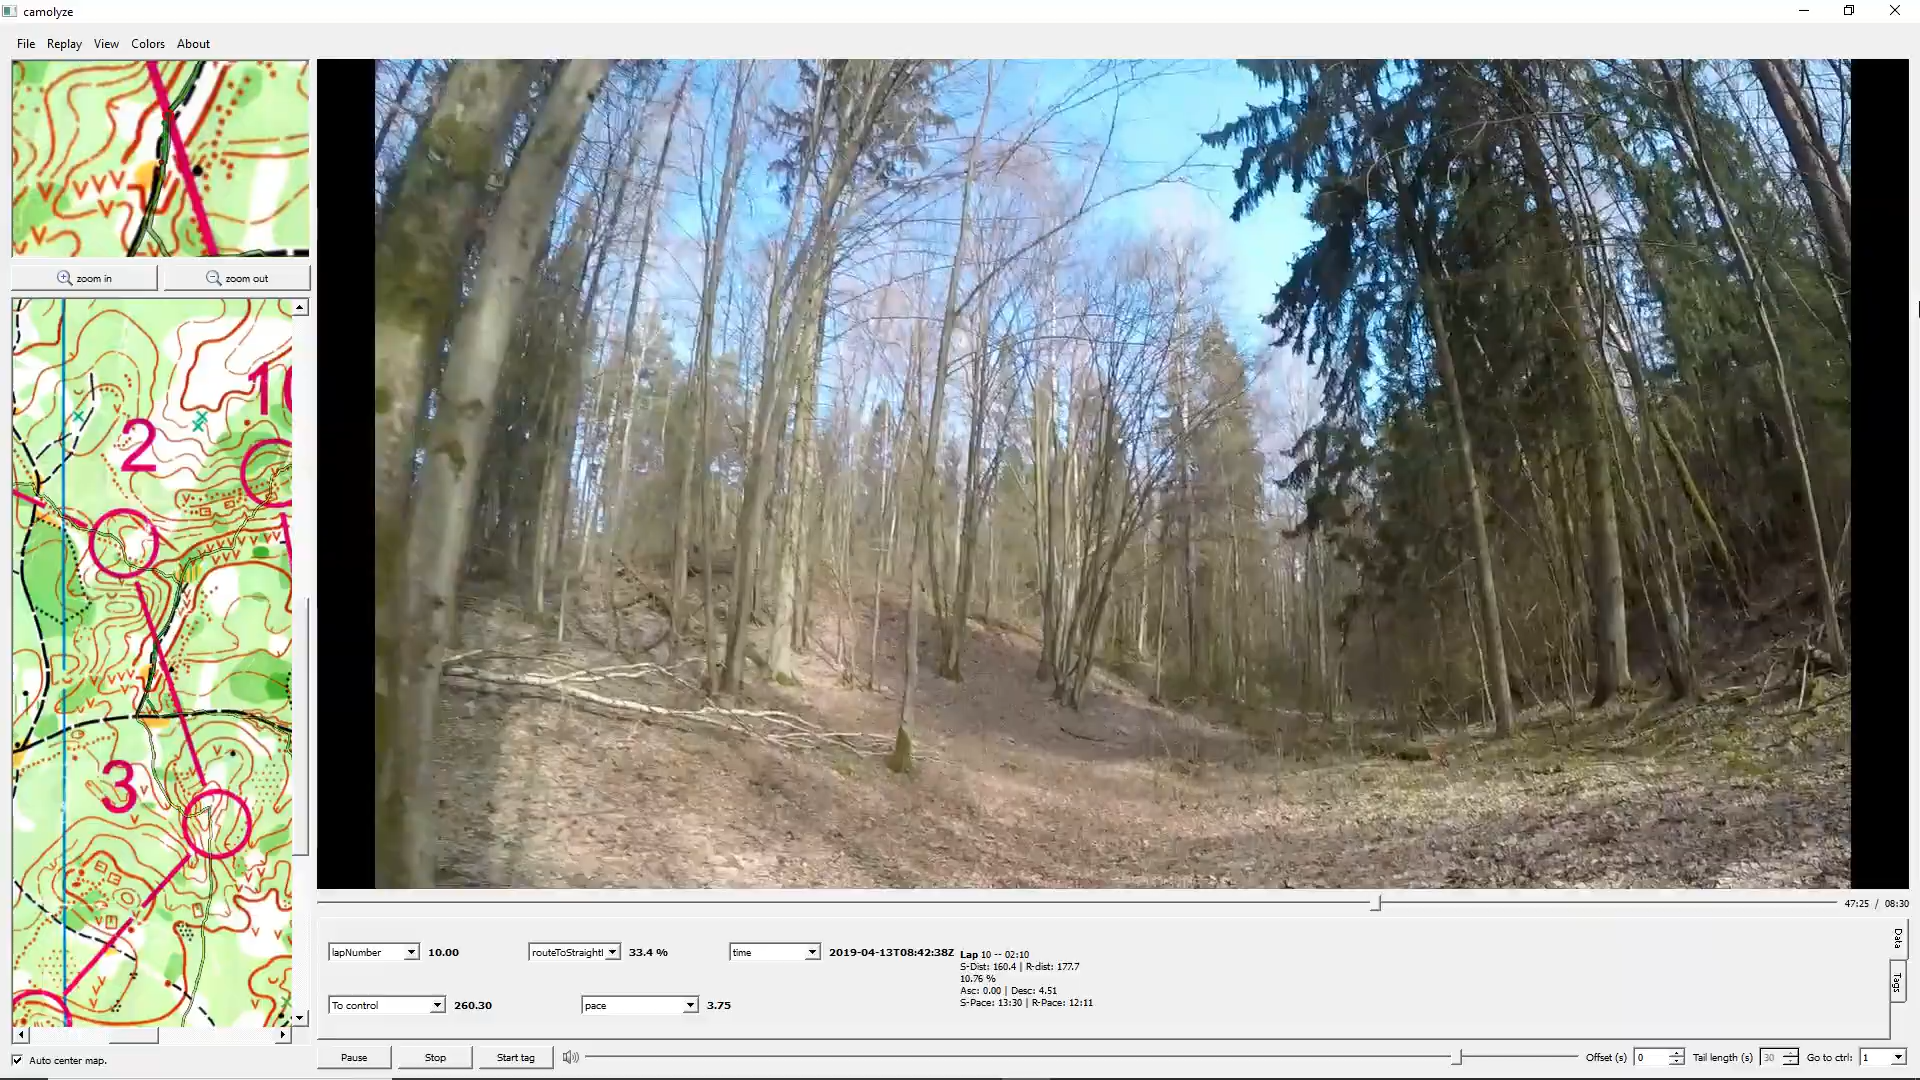 camolyze
File Replay View Colors About
zoom in
zoom out
10
2
3
Auto center map.
47:25 / 08:30
lapNumber 10.00
routeToStraightl 33.4 %
time 2019-04-13T08:42:38Z
To control 260.30
pace 3.75
Lap 10 -- 02:10
S-Dist: 160.4 | R-dist: 177.7
10.76 %
Asc: 0.00 | Desc: 4.51
S-Pace: 13:30 | R-Pace: 12:11
Data
Tags
Pause Stop Start tag
Offset (s) 0 Tail length (s) 30 Go to ctrl: 1